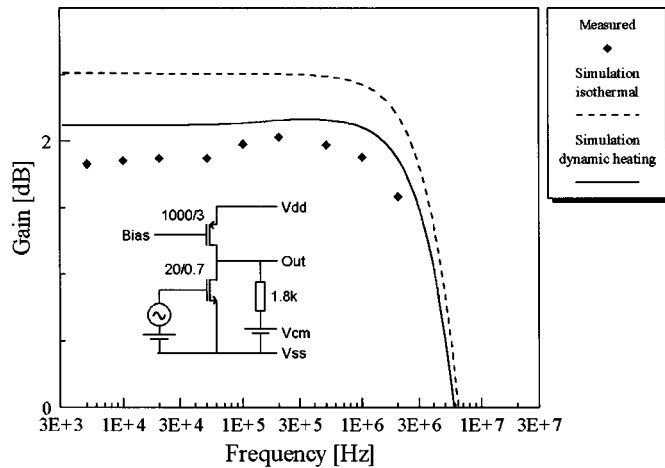 Measured
Simulation
isothermal
Simulation
dynamic heating
Gain [dB]
2
0
1000/3
Vdd
Bias
Out
20/0.7
1.8k
Vcm
Vss
3E+3 1E+4 3E+4 1E+5 3E+5 1E+6 3E+6 1E+7 3E+7
Frequency [Hz]